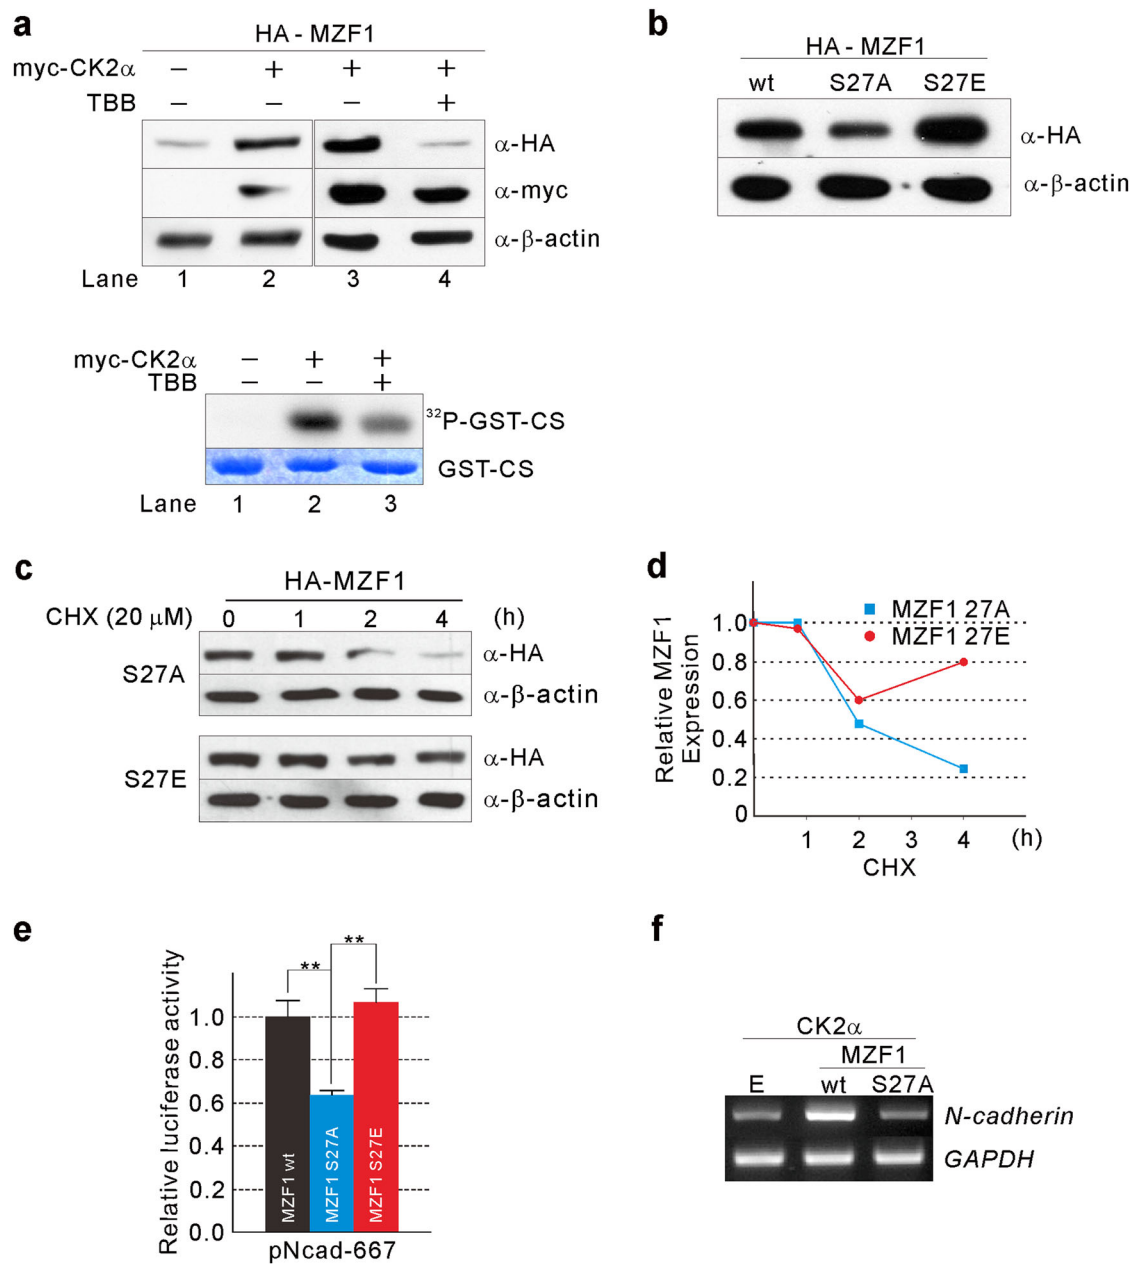 a
HA - MZF1
myc-CK2α − + + +
TBB − − − +
α-HA
α-myc
α-β-actin
Lane 1 2 3 4
myc-CK2α − + +
TBB − − +
³²P-GST-CS
GST-CS
Lane 1 2 3
b
HA-MZF1
wt S27A S27E
α-HA
α-β-actin
c
HA-MZF1
CHX (20 μM) 0 1 2 4 (h)
S27A
α-HA
α-β-actin
S27E
α-HA
α-β-actin
d
MZF1 27A
MZF1 27E
Relative MZF1
Expression
1.0
0.8
0.6
0.4
0.2
0
1 2 3 4 (h)
CHX
e
** **
Relative luciferase activity
1.0
0.8
0.6
0.4
0.2
0.0
MZF1 wt
MZF1 S27A
MZF1 S27E
pNcad-667
f
CK2α
MZF1
E wt S27A
N-cadherin
GAPDH